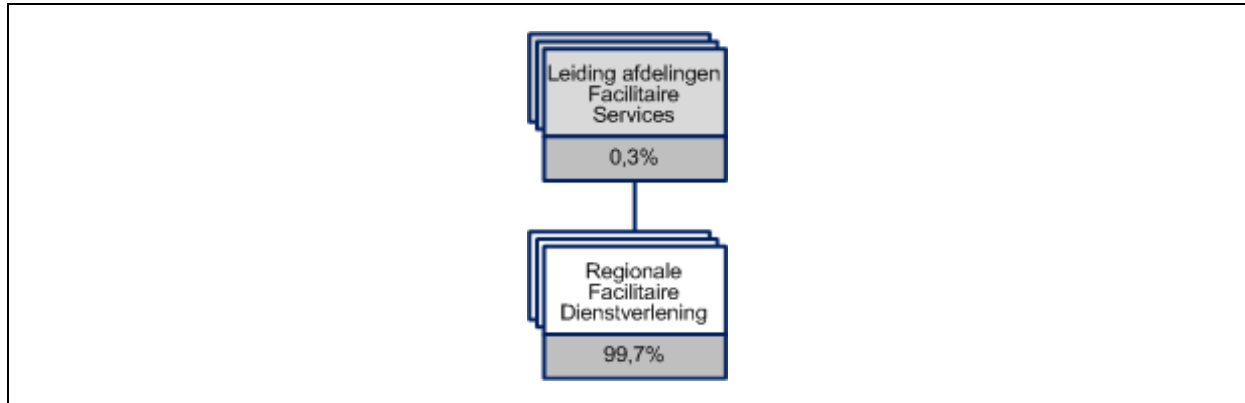 Leiding afdelingen
Facilitaire
Services
0,3%
Regionale
Facilitaire
Dienstverlening
99,7%